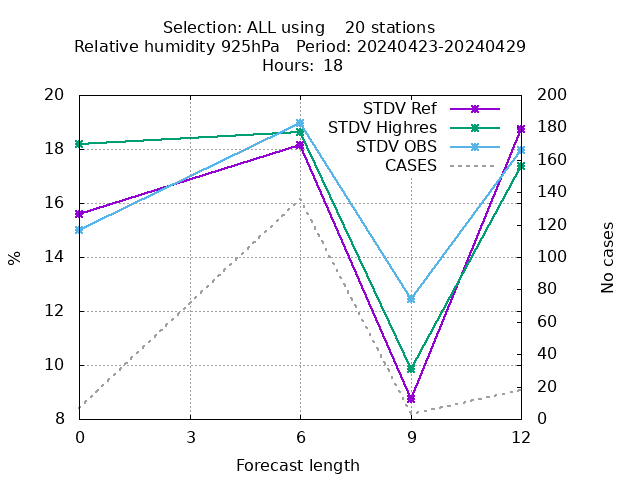 Selection: ALL using    20 stations
Relative humidity 925hPa   Period: 20240423-20240429
Hours: 18
STDV Ref
STDV Highres
STDV OBS
CASES
20
18
16
14
12
10
8
200
180
160
140
120
100
80
60
40
20
0
%
No cases
0 3 6 9 12
Forecast length